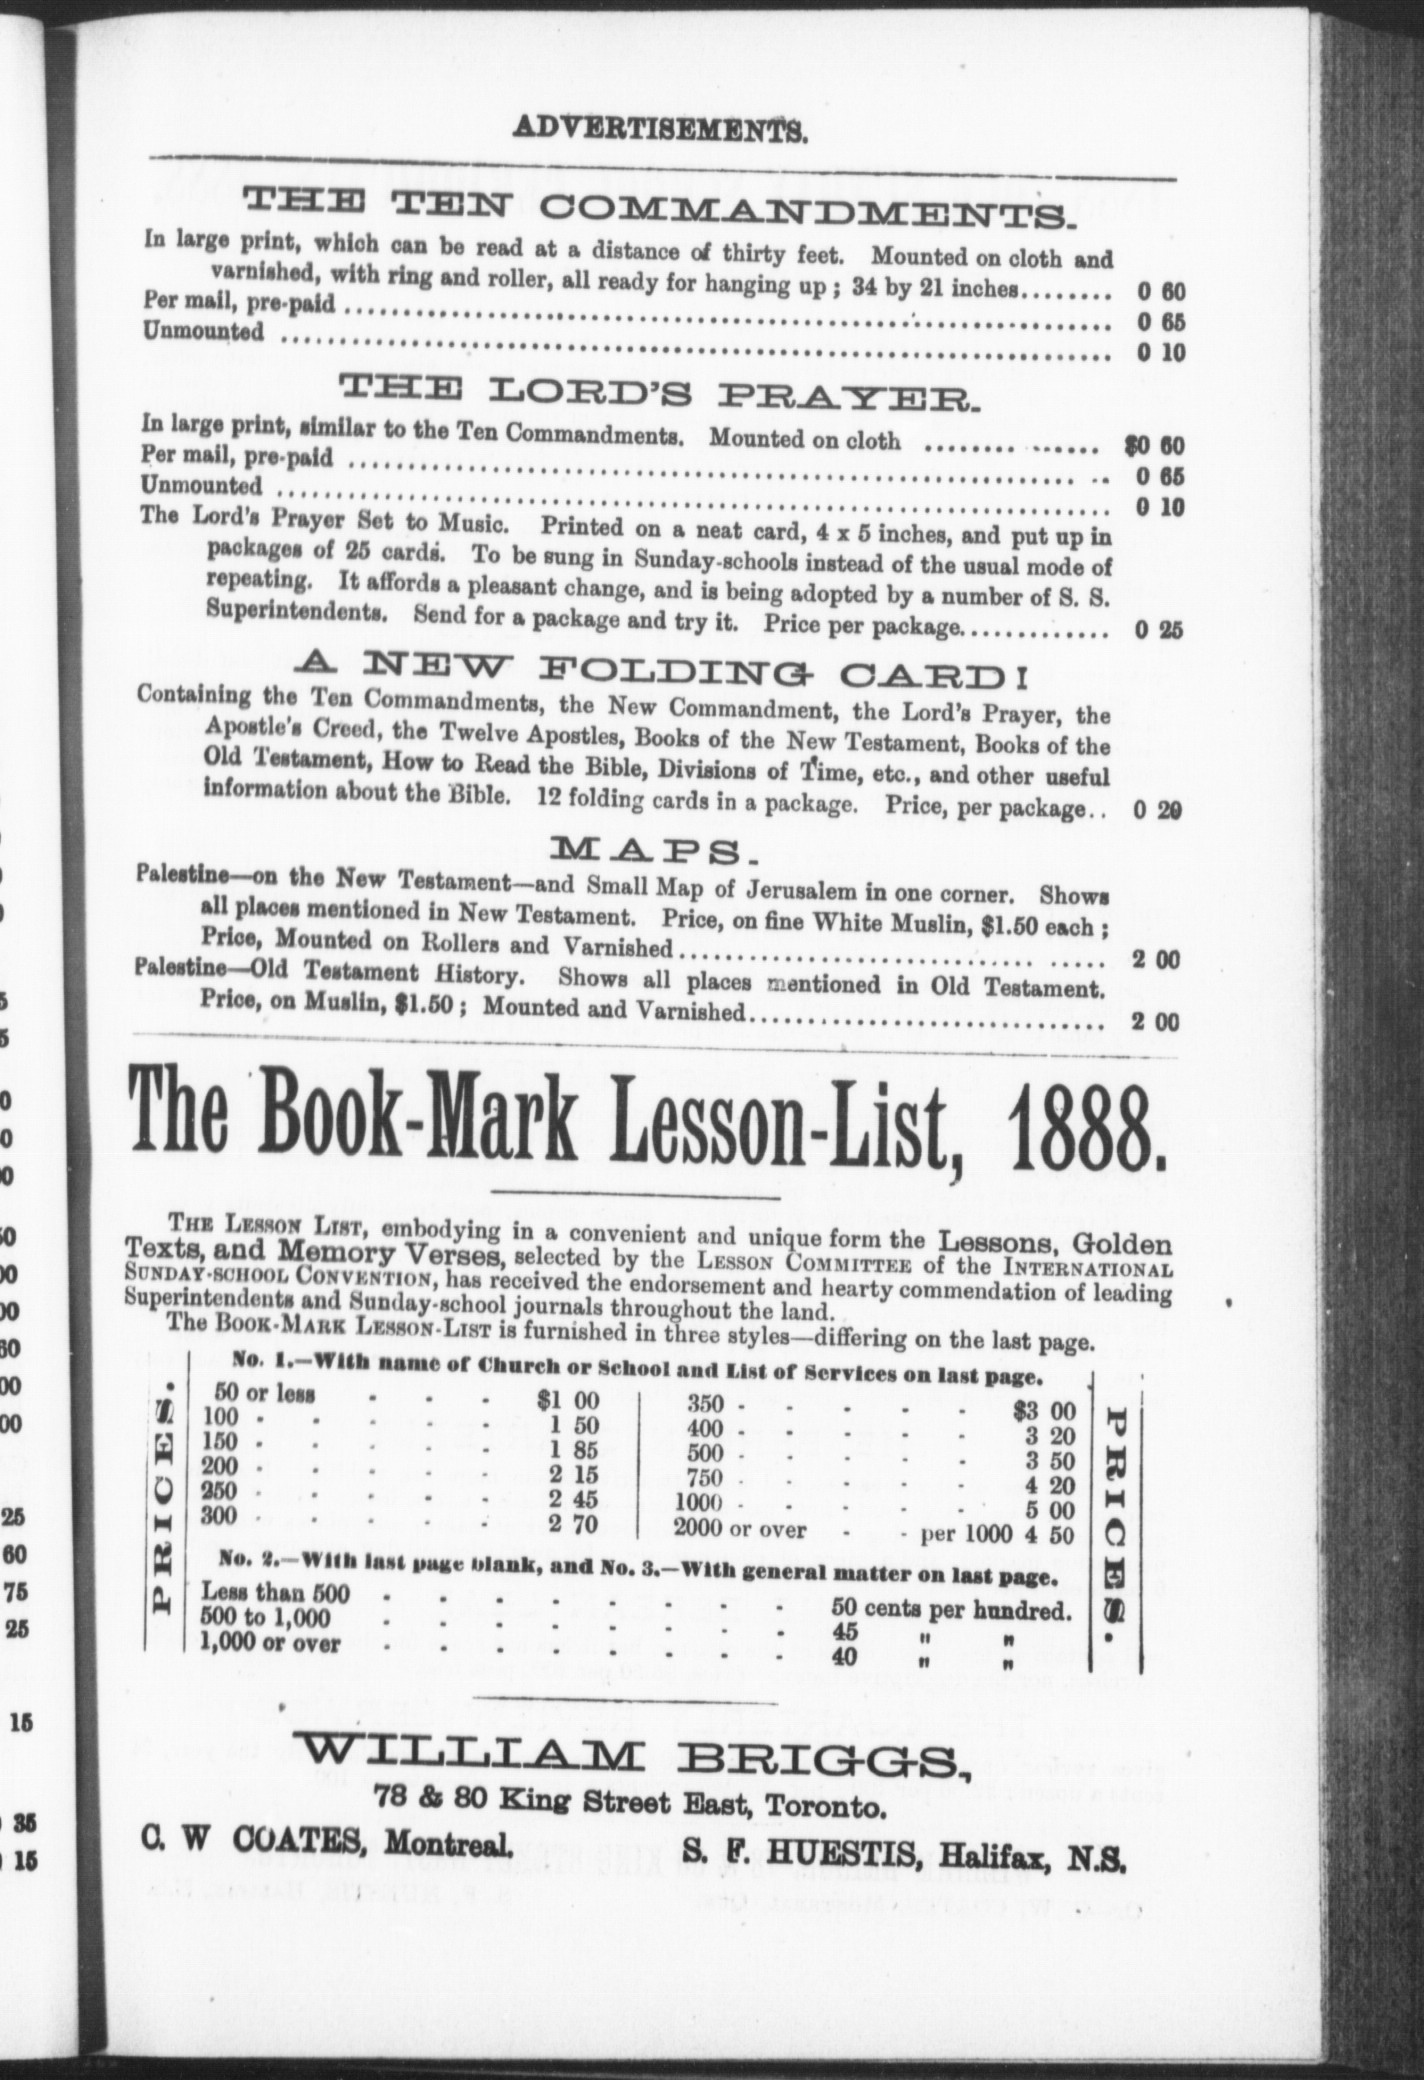 ADVERTISEMENTS.
THE TEN COMMANDMENTS.
In large print, which can be read at a distance of thirty feet. Mounted on cloth and
varnished, with ring and roller, all ready for hanging up ; 34 by 21 inches........ 0 60
Per mail, pre-paid ........................................................................ 0 65
Unmounted ........................................................................ 0 10
THE LORD'S PRAYER.
In large print, similar to the Ten Commandments. Mounted on cloth ........ ...... $0 60
Per mail, pre-paid ........................................................................ 0 65
Unmounted ........................................................................ 0 10
The Lord's Prayer Set to Music. Printed on a neat card, 4 x 5 inches, and put up in
packages of 25 cards. To be sung in Sunday-schools instead of the usual mode of
repeating. It affords a pleasant change, and is being adopted by a number of S. S.
Superintendents. Send for a package and try it. Price per package............. 0 25
A NEW FOLDING CARD!
Containing the Ten Commandments, the New Commandment, the Lord's Prayer, the
Apostle's Creed, the Twelve Apostles, Books of the New Testament, Books of the
Old Testament, How to Read the Bible, Divisions of Time, etc., and other useful
information about the Bible. 12 folding cards in a package. Price, per package.. 0 20
MAPS.
Palestine—on the New Testament—and Small Map of Jerusalem in one corner. Shows
all places mentioned in New Testament. Price, on fine White Muslin, $1.50 each ;
Price, Mounted on Rollers and Varnished.............................. ..... 2 00
Palestine—Old Testament History. Shows all places mentioned in Old Testament.
Price, on Muslin, $1.50 ; Mounted and Varnished............................... 2 00
The Book-Mark Lesson-List, 1888.
THE LESSON LIST, embodying in a convenient and unique form the Lessons, Golden
Texts, and Memory Verses, selected by the LESSON COMMITTEE of the INTERNATIONAL
SUNDAY-SCHOOL CONVENTION, has received the endorsement and hearty commendation of leading
Superintendents and Sunday-school journals throughout the land.
The BOOK-MARK LESSON-LIST is furnished in three styles—differing on the last page.
PRICES.
No. 1.—With name of Church or School and List of Services on last page.
50 or less - - - $1 00 350 - - - - - $3 00
100 - - - - - 1 50 400 - - - - - 3 20
150 - - - - - 1 85 500 - - - - - 3 50
200 - - - - - 2 15 750 - - - - - 4 20
250 - - - - - 2 45 1000 - - - - - 5 00
300 - - - - - 2 70 2000 or over - - per 1000 4 50
No. 2.—With last page blank, and No. 3.—With general matter on last page.
Less than 500 - - - - - - - - 50 cents per hundred.
500 to 1,000 - - - - - - - - 45 " "
1,000 or over - - - - - - - - 40 " "
PRICES.
WILLIAM BRIGGS,
78 & 80 King Street East, Toronto.
C. W COATES, Montreal. S. F. HUESTIS, Halifax, N.S.